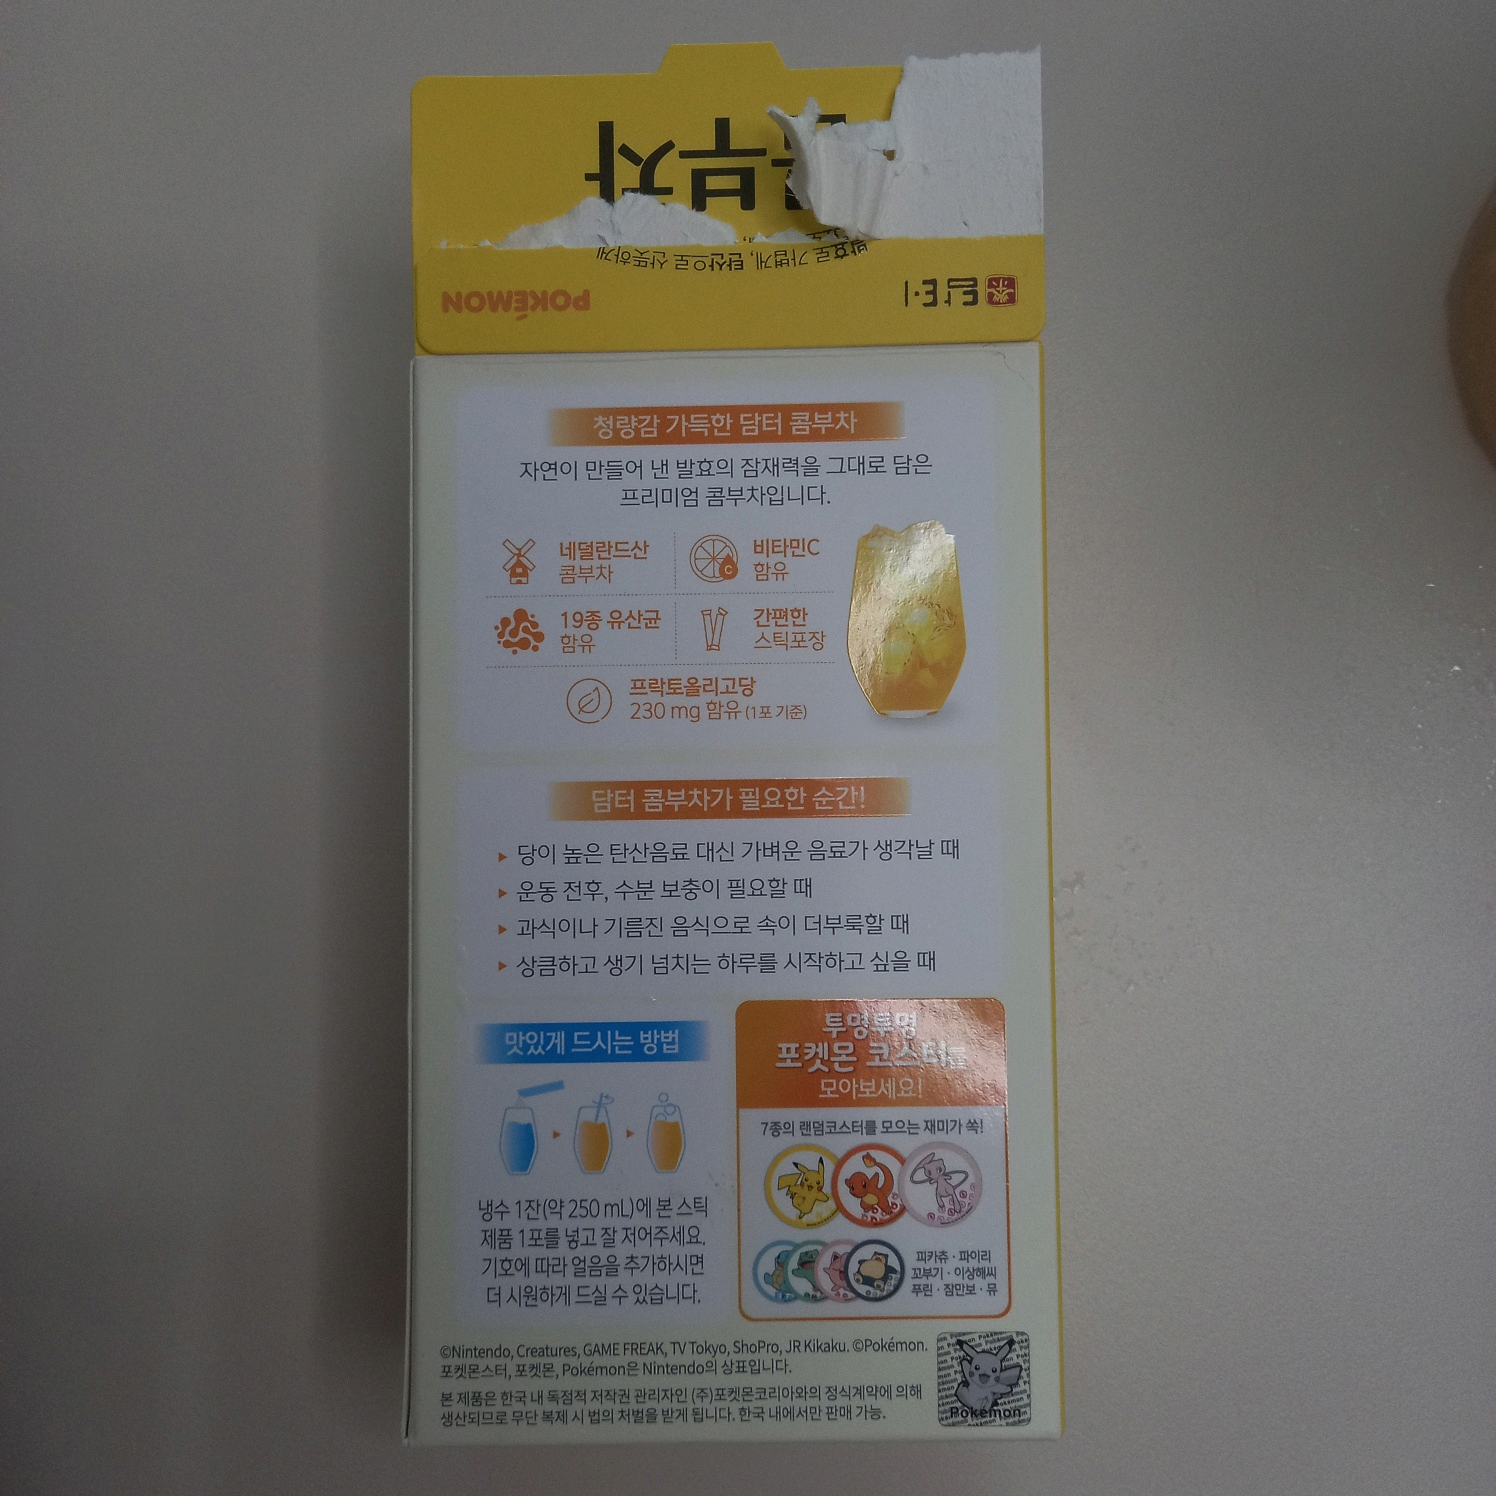 부차
발효로 가볍게, 탄산으로 산뜻하게
담터
POKÉMON
청량감 가득한 담터 콤부차
자연이 만들어 낸 발효의 잠재력을 그대로 담은
프리미엄 콤부차입니다.
네덜란드산
콤부차
비타민C
함유
C
19종 유산균
함유
간편한
스틱포장
프락토올리고당
230 mg 함유 (1포 기준)
담터 콤부차가 필요한 순간!
당이 높은 탄산음료 대신 가벼운 음료가 생각날 때
운동 전후, 수분 보충이 필요할 때
과식이나 기름진 음식으로 속이 더부룩할 때
상큼하고 생기 넘치는 하루를 시작하고 싶을 때
맛있게 드시는 방법
냉수 1잔(약 250 mL)에 본 스틱
제품 1포를 넣고 잘 저어주세요.
기호에 따라 얼음을 추가하시면
더 시원하게 드실 수 있습니다.
투명투명
포켓몬 코스터를
모아보세요!
7종의 랜덤코스터를 모으는 재미가 쏙!
피카츄 · 파이리
꼬부기 · 이상해씨
푸린 · 잠만보 · 뮤
©Nintendo, Creatures, GAME FREAK, TV Tokyo, ShoPro, JR Kikaku. ©Pokémon.
포켓몬스터, 포켓몬, Pokémon은 Nintendo의 상표입니다.
본 제품은 한국 내 독점적 저작권 관리자인 (주)포켓몬코리아와의 정식계약에 의해
생산되므로 무단 복제 시 법의 처벌을 받게 됩니다. 한국 내에서만 판매 가능.
Pokémon